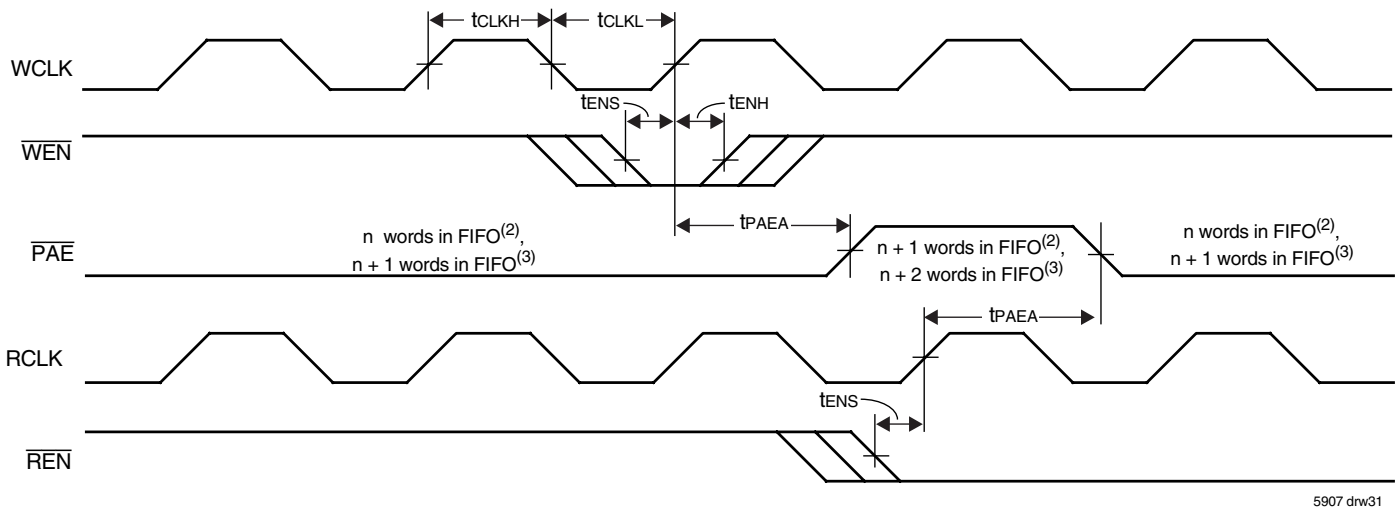 tCLKH
tCLKL
WCLK
tENS
tENH
WEN
tPAEA
PAE
n words in FIFO(2),
n + 1 words in FIFO(3)
n + 1 words in FIFO(2),
n + 2 words in FIFO(3)
n words in FIFO(2),
n + 1 words in FIFO(3)
tPAEA
RCLK
tENS
REN
5907 drw31